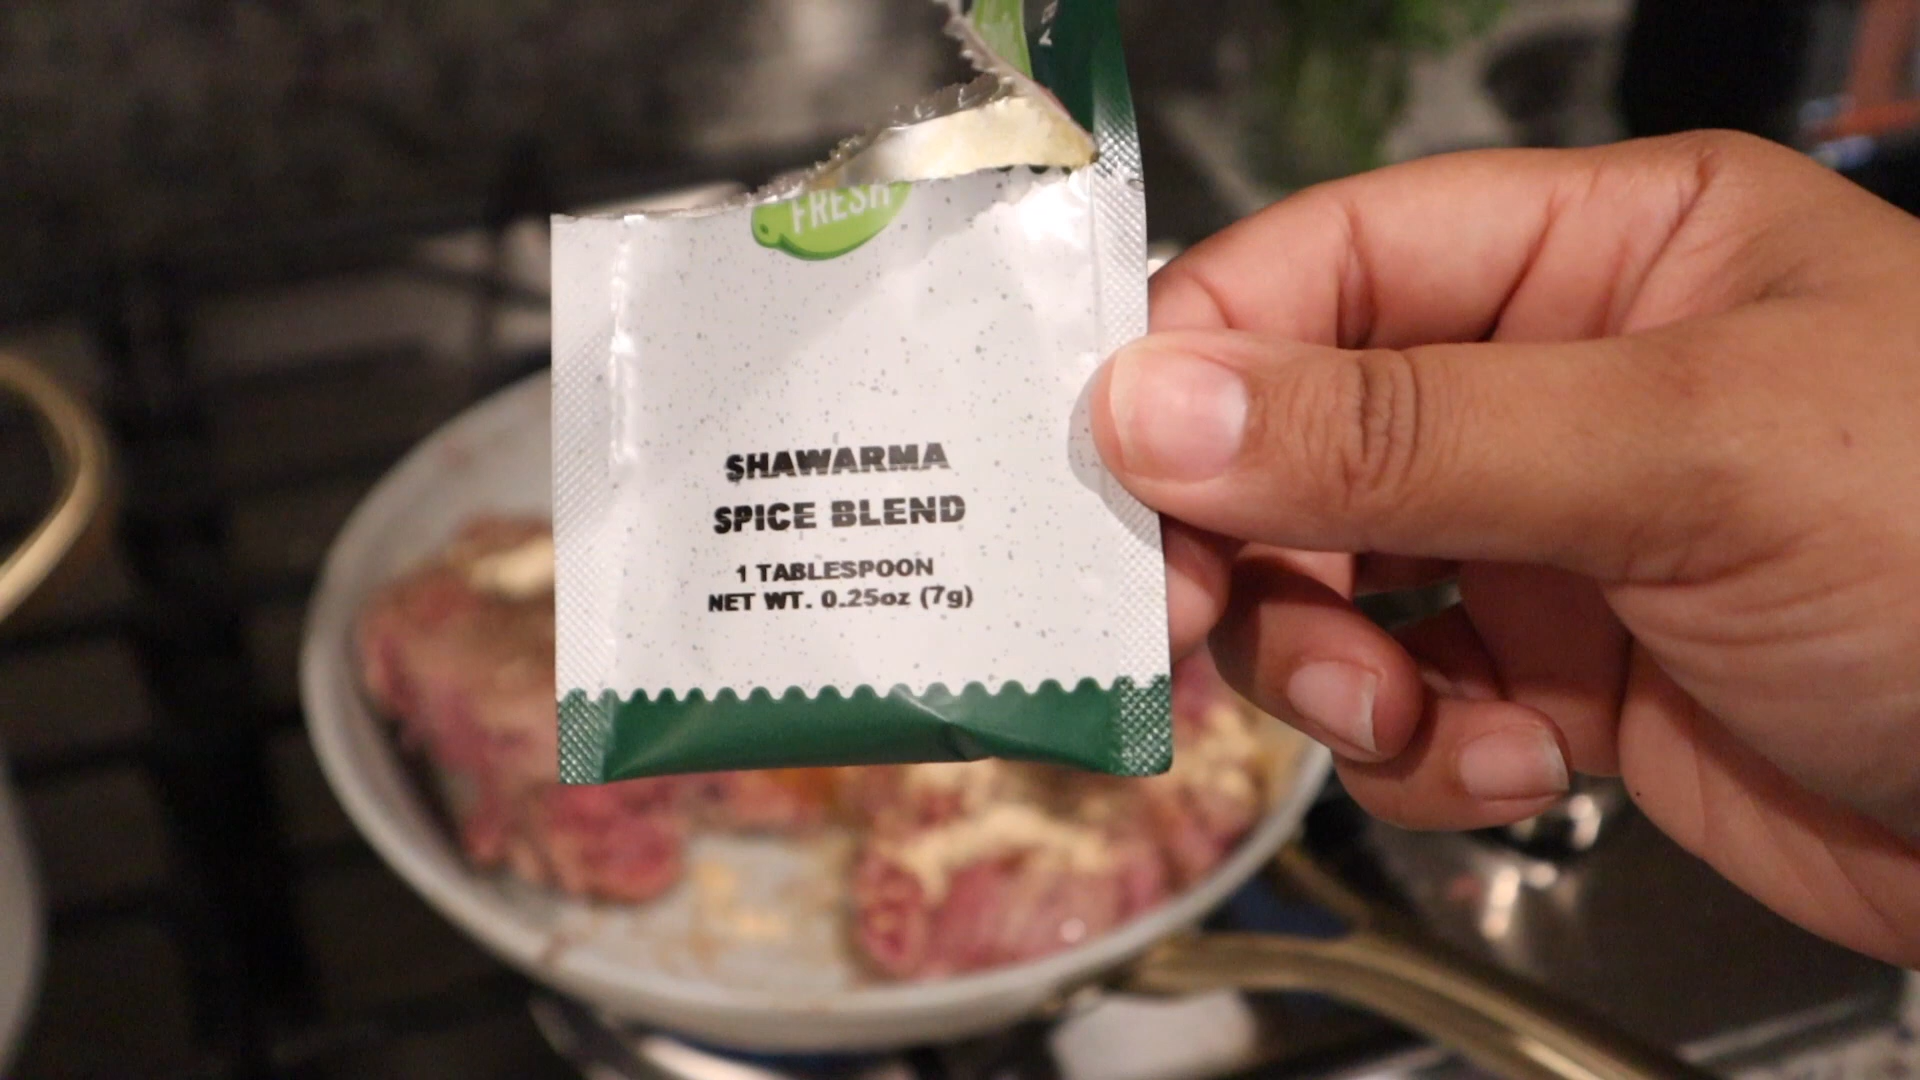 FRESH
SHAWARMA
SPICE BLEND
1 TABLESPOON
NET WT. 0.25oz (7g)